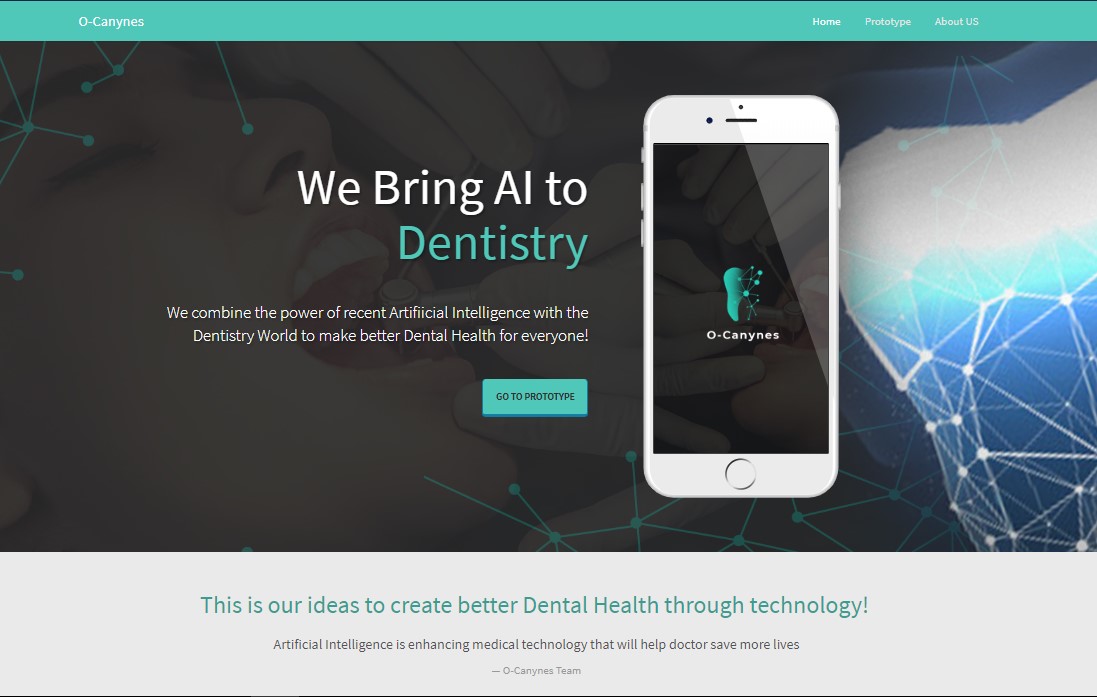 O-Canynes
Home Prototype About US
We Bring AI to
Dentistry
We combine the power of recent Artifiicial Intelligence with the
Dentistry World to make better Dental Health for everyone!
GO TO PROTOTYPE
O-Canynes
This is our ideas to create better Dental Health through technology!
Artificial Intelligence is enhancing medical technology that will help doctor save more lives
— O-Canynes Team